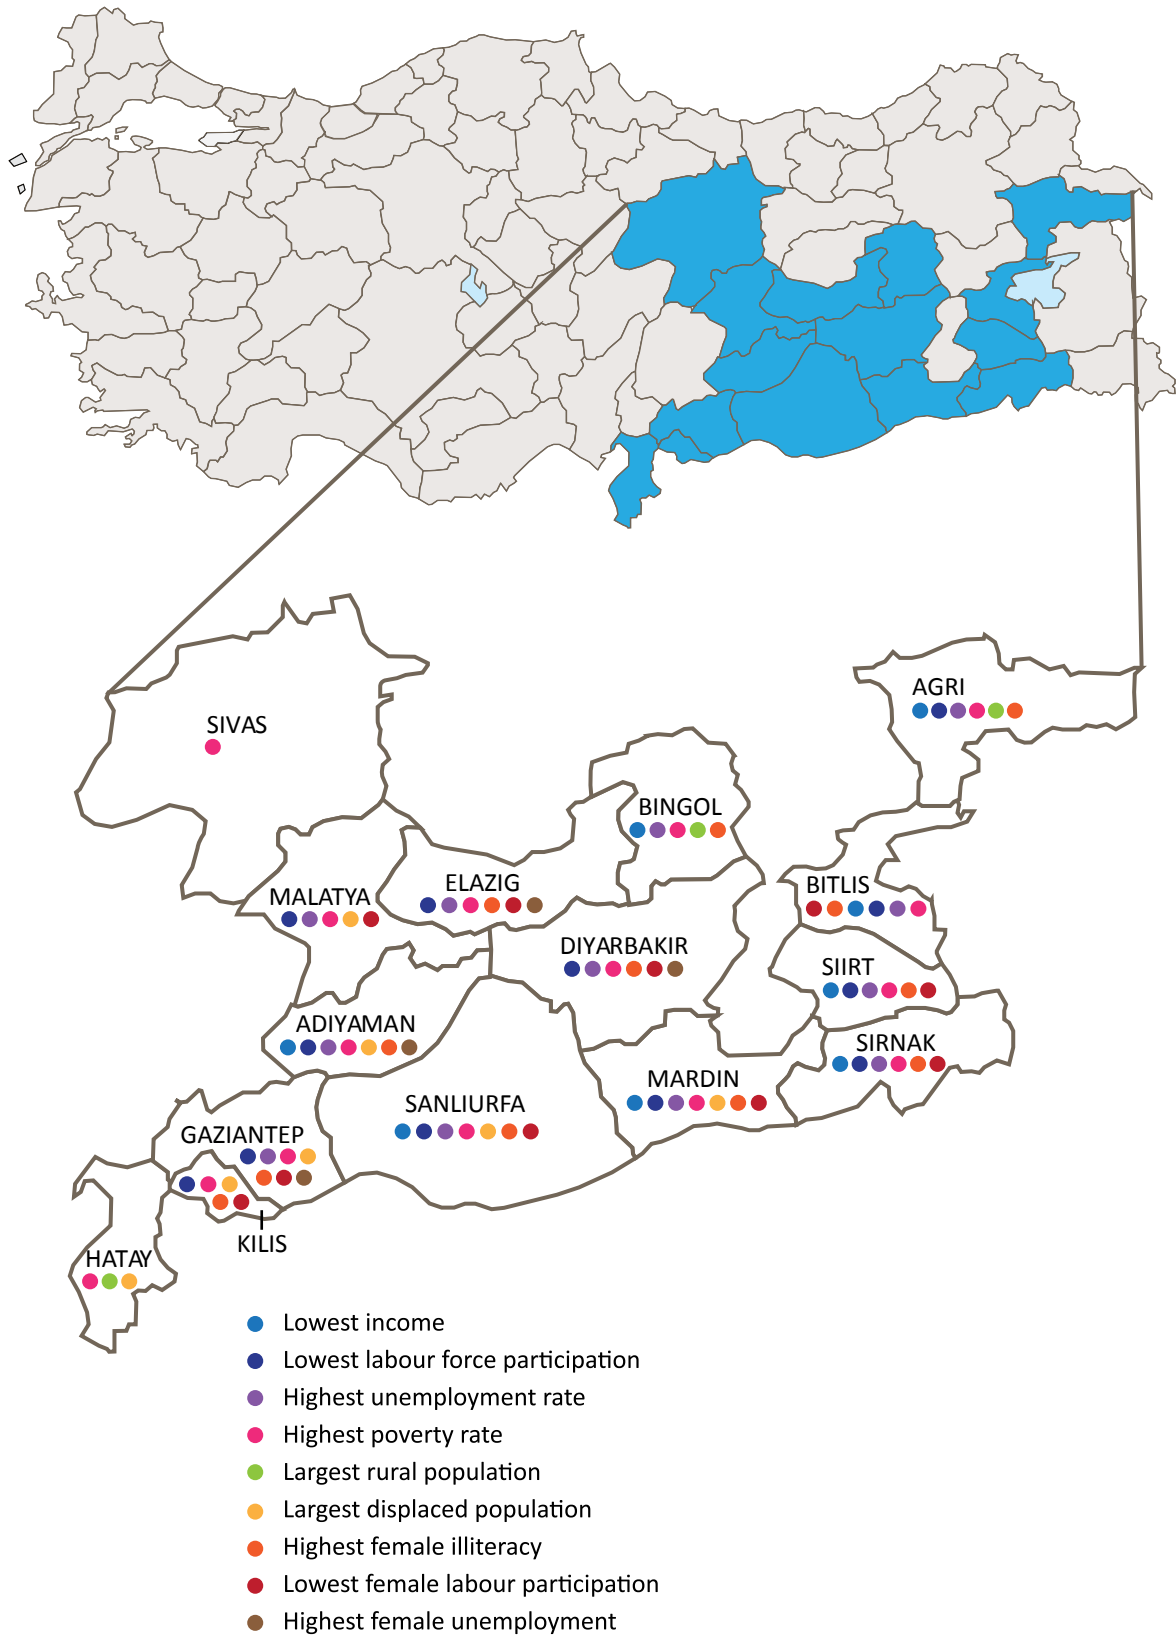 AGRI
SIVAS
BINGOL
ELAZIG
BITLIS
MALATYA
DIYARBAKIR
SIIRT
ADIYAMAN
SIRNAK
MARDIN
SANLIURFA
GAZIANTEP
KILIS
HATAY
Lowest income
Lowest labour force participation
Highest unemployment rate
Highest poverty rate
Largest rural population
Largest displaced population
Highest female illiteracy
Lowest female labour participation
Highest female unemployment